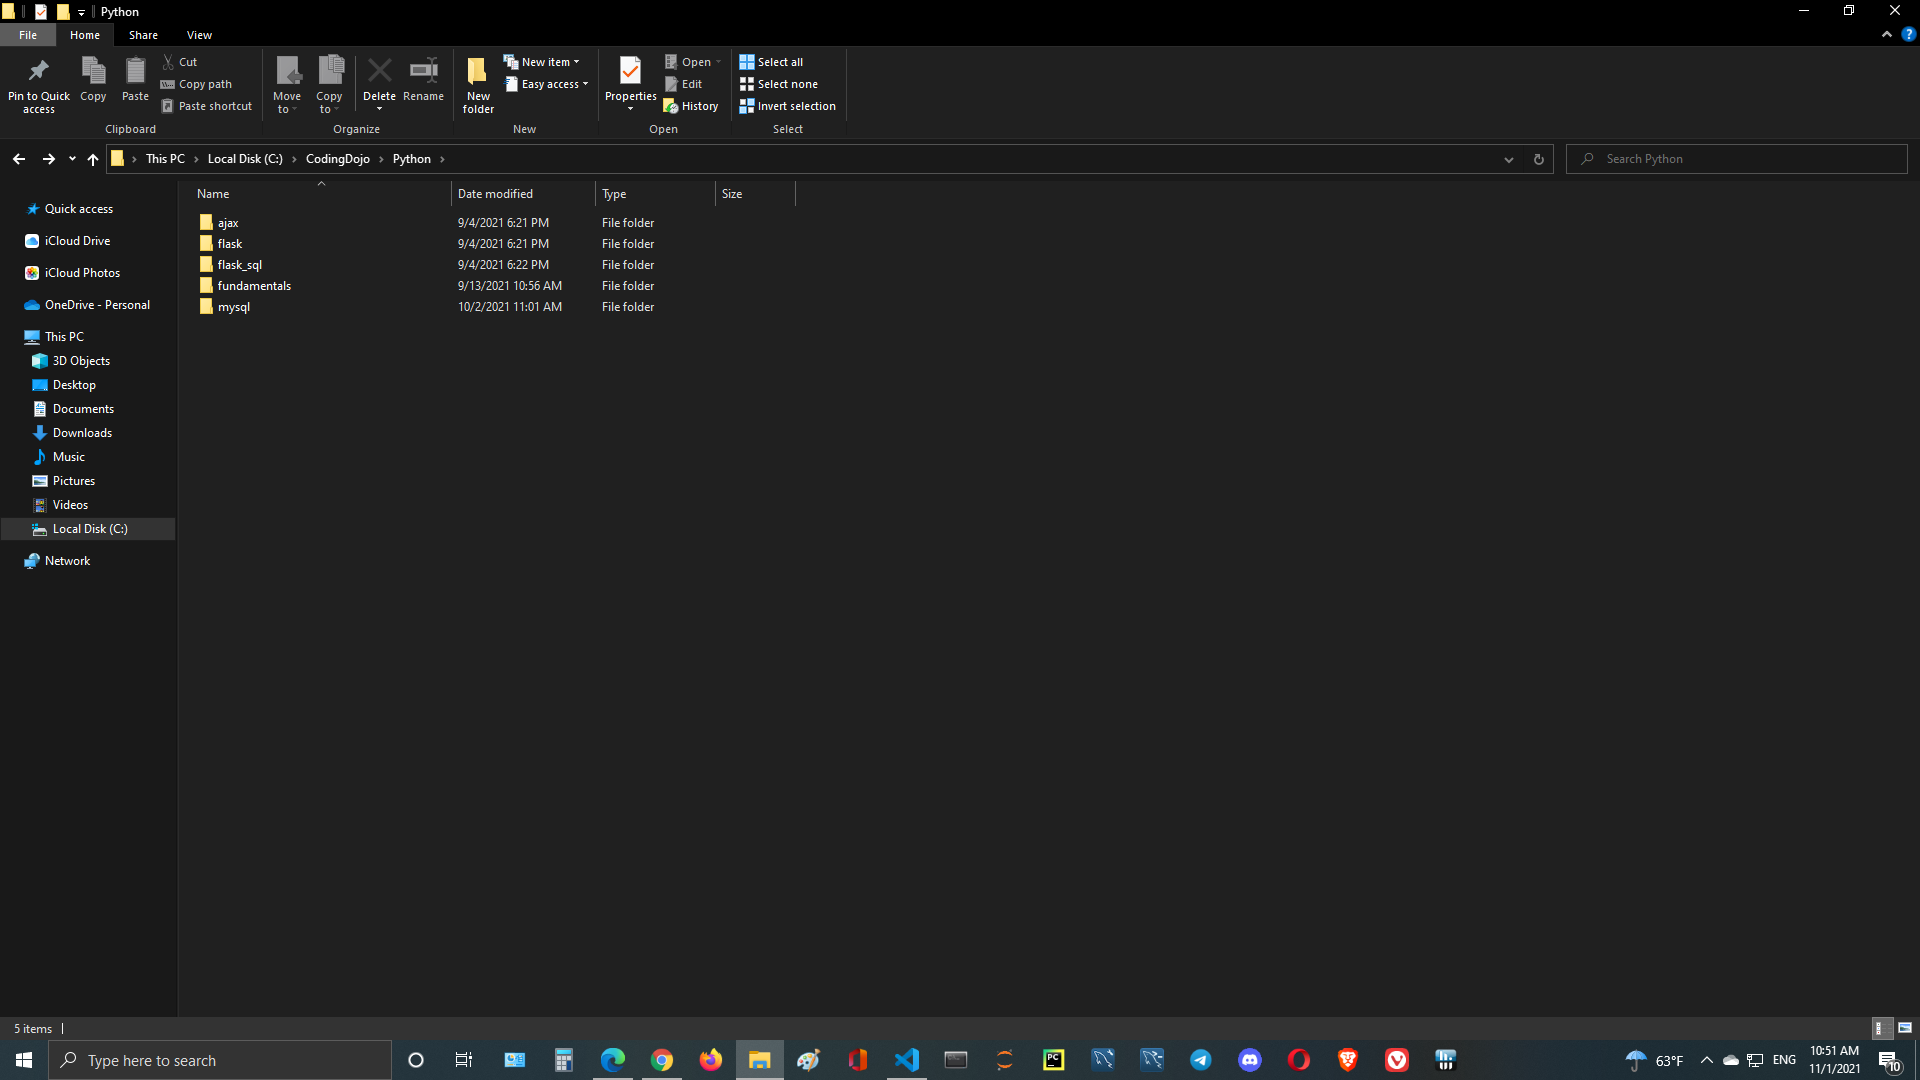 Python
File Home Share View
Pin to Quick access
Copy
Paste
Cut
Copy path
Paste shortcut
Clipboard
Move to
Copy to
Delete
Rename
Organize
New folder
New item
Easy access
New
Properties
Open
Edit
History
Open
Select all
Select none
Invert selection
Select
This PC › Local Disk (C:) › CodingDojo › Python ›
Search Python
Name Date modified Type Size
ajax 9/4/2021 6:21 PM File folder
flask 9/4/2021 6:21 PM File folder
flask_sql 9/4/2021 6:22 PM File folder
fundamentals 9/13/2021 10:56 AM File folder
mysql 10/2/2021 11:01 AM File folder
Quick access
iCloud Drive
iCloud Photos
OneDrive - Personal
This PC
3D Objects
Desktop
Documents
Downloads
Music
Pictures
Videos
Local Disk (C:)
Network
5 items
Type here to search
PC
63°F
ENG
10:51 AM
11/1/2021
10